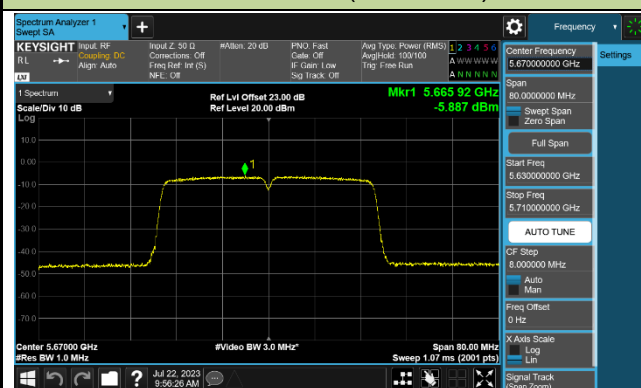 Spectrum Analyzer 1
Swept SA
Frequency
KEYSIGHT
RL
LXI
Input: RF
Coupling: DC
Align: Auto
Input Z: 50 Ω
Corrections: Off
Freq Ref: Int (S)
NFE: Off
#Atten: 20 dB
PNO: Fast
Gate: Off
IF Gain: Low
Sig Track: Off
Avg Type: Power (RMS)
Avg|Hold: 100/100
Trig: Free Run
1 2 3 4 5 6
A W W W W W
A N N N N N
Center Frequency
5.670000000 GHz
Settings
Span
80.0000000 MHz
Swept Span
Zero Span
Full Span
Start Freq
5.630000000 GHz
Stop Freq
5.710000000 GHz
AUTO TUNE
CF Step
8.000000 MHz
Auto
Man
Freq Offset
0 Hz
X Axis Scale
Log
Lin
Signal Track
(Span Zoom)
1 Spectrum
Scale/Div 10 dB
Log
Ref Lvl Offset 23.00 dB
Ref Level 20.00 dBm
Mkr1 5.665 92 GHz
-5.887 dBm
1
10.0
0.00
-10.0
-20.0
-30.0
-40.0
-50.0
-60.0
-70.0
Center 5.67000 GHz
#Res BW 1.0 MHz
#Video BW 3.0 MHz*
Span 80.00 MHz
Sweep 1.07 ms (2001 pts)
Jul 22, 2023
9:56:26 AM